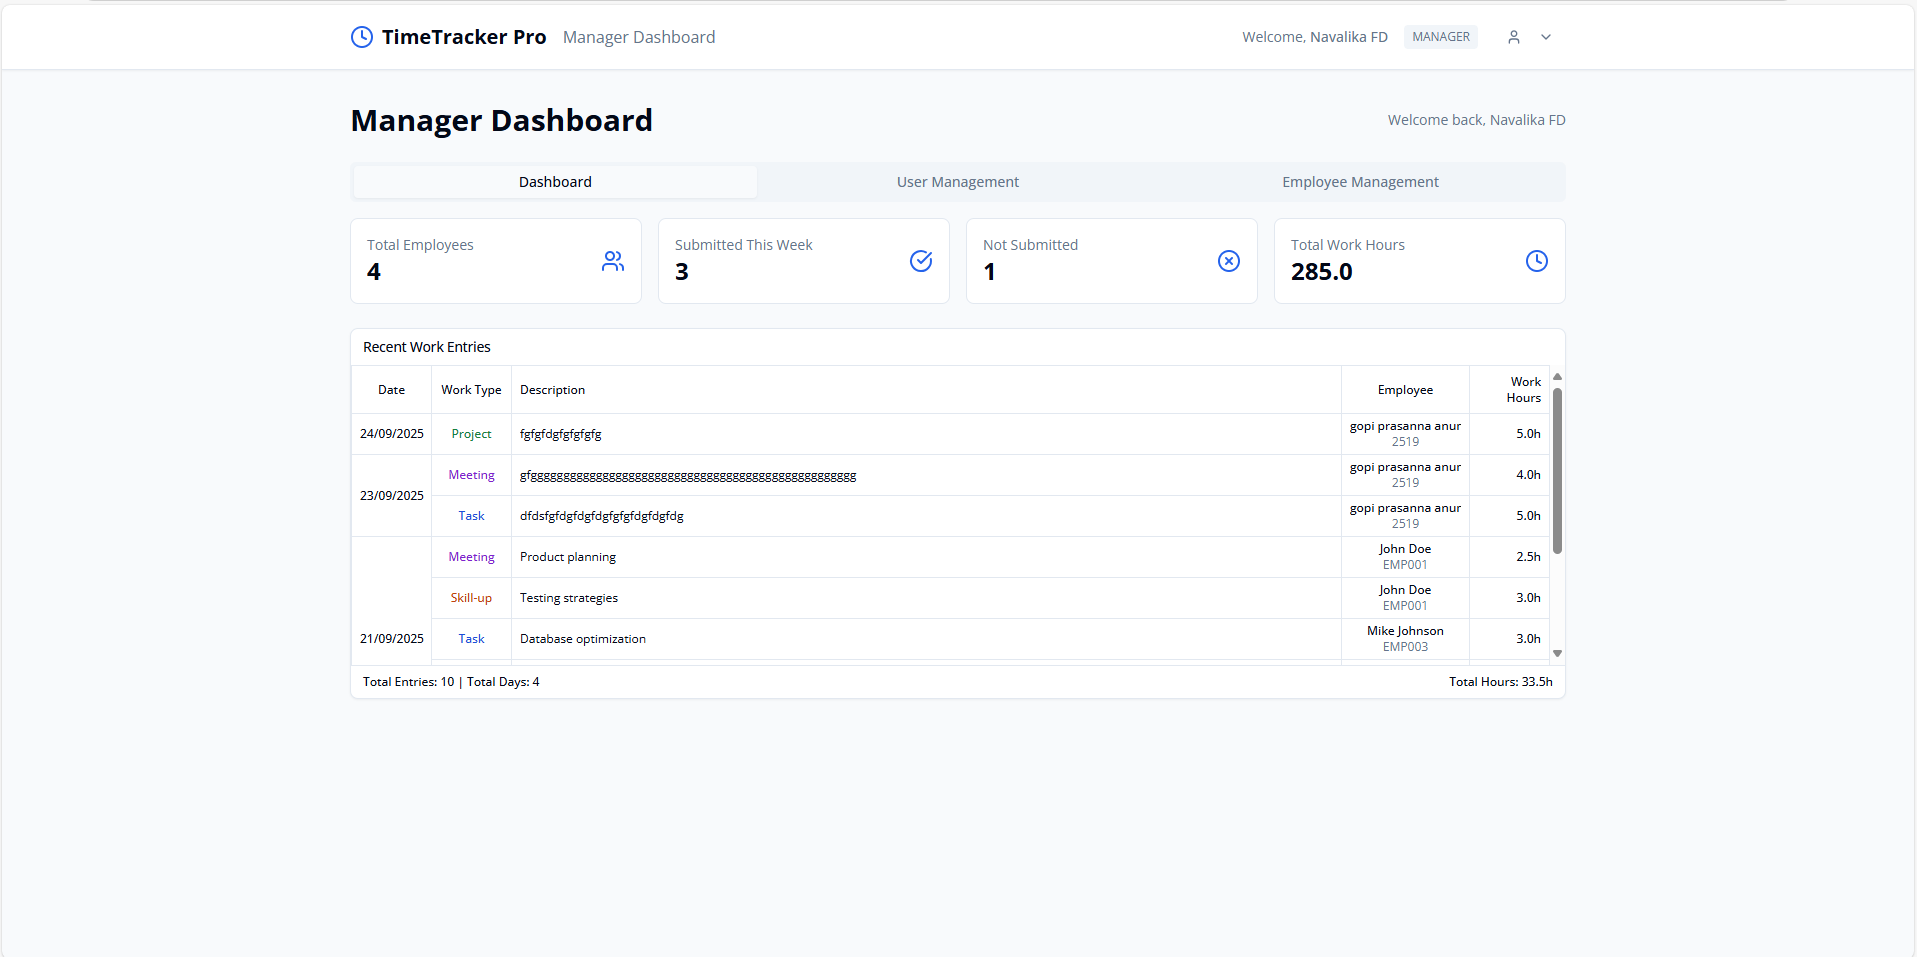 TimeTracker Pro Manager Dashboard Welcome, Navalika FD MANAGER
Manager Dashboard Welcome back, Navalika FD
Dashboard User Management Employee Management
Total Employees
4
Submitted This Week
3
Not Submitted
1
Total Work Hours
285.0
Recent Work Entries
Date Work Type Description Employee Work
Hours
24/09/2025 Project fgfgfdgfgfgfgfg gopi prasanna anur
2519
5.0h
23/09/2025
Meeting gopi prasanna anur
2519
4.0h
Task dfdsfgfdgfdgfdgfgfgfdgfdgfdg gopi prasanna anur
2519
5.0h
Meeting Product planning John Doe
EMP001
2.5h
Skill-up Testing strategies John Doe
EMP001
3.0h
21/09/2025 Task Database optimization Mike Johnson
EMP003
3.0h
Total Entries: 10 | Total Days: 4 Total Hours: 33.5h